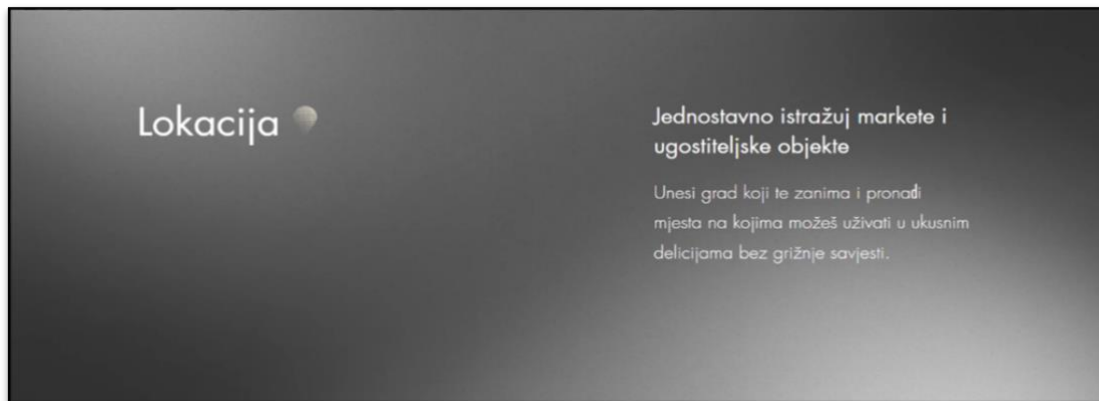 Lokacija
Jednostavno istražuj markete i
ugostiteljske objekte
Unesi grad koji te zanima i pronađi
mjesta na kojima možeš uživati u ukusnim
delicijama bez grižnje savjesti.